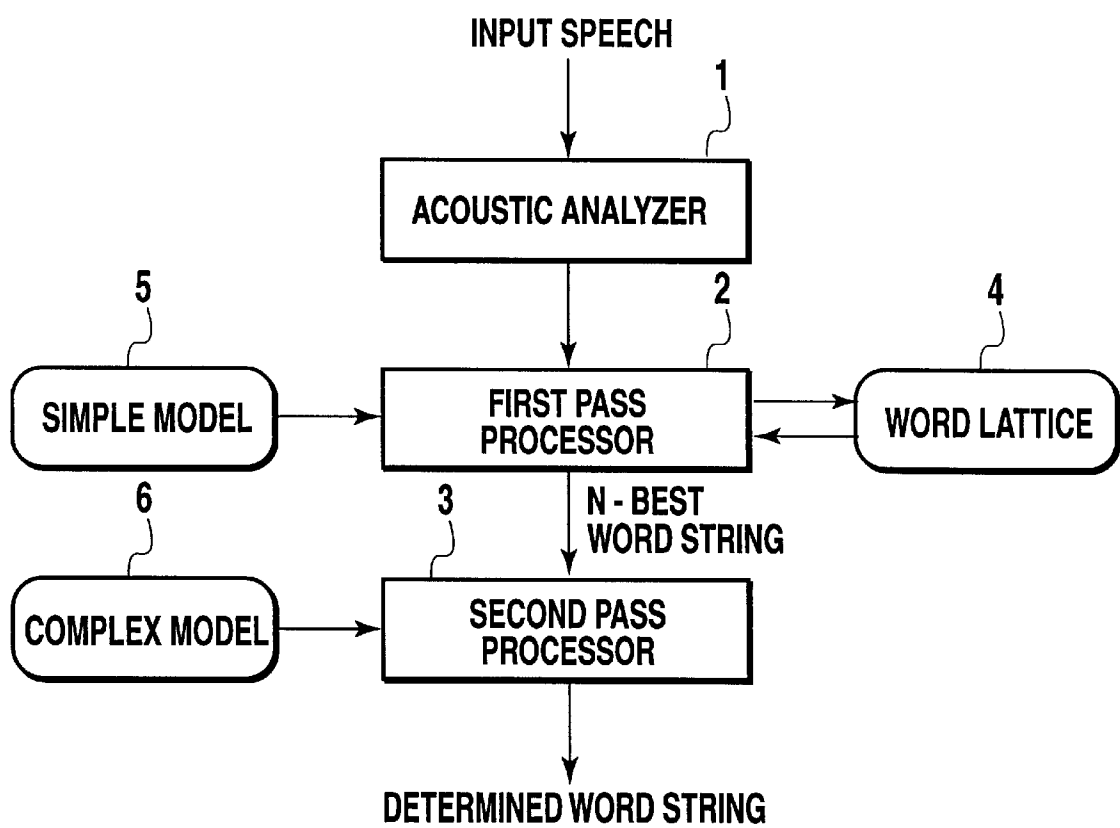 INPUT SPEECH
1
ACOUSTIC ANALYZER
5
2
4
SIMPLE MODEL
FIRST PASS
PROCESSOR
WORD LATTICE
6
3
N - BEST
WORD STRING
COMPLEX MODEL
SECOND PASS
PROCESSOR
DETERMINED WORD STRING